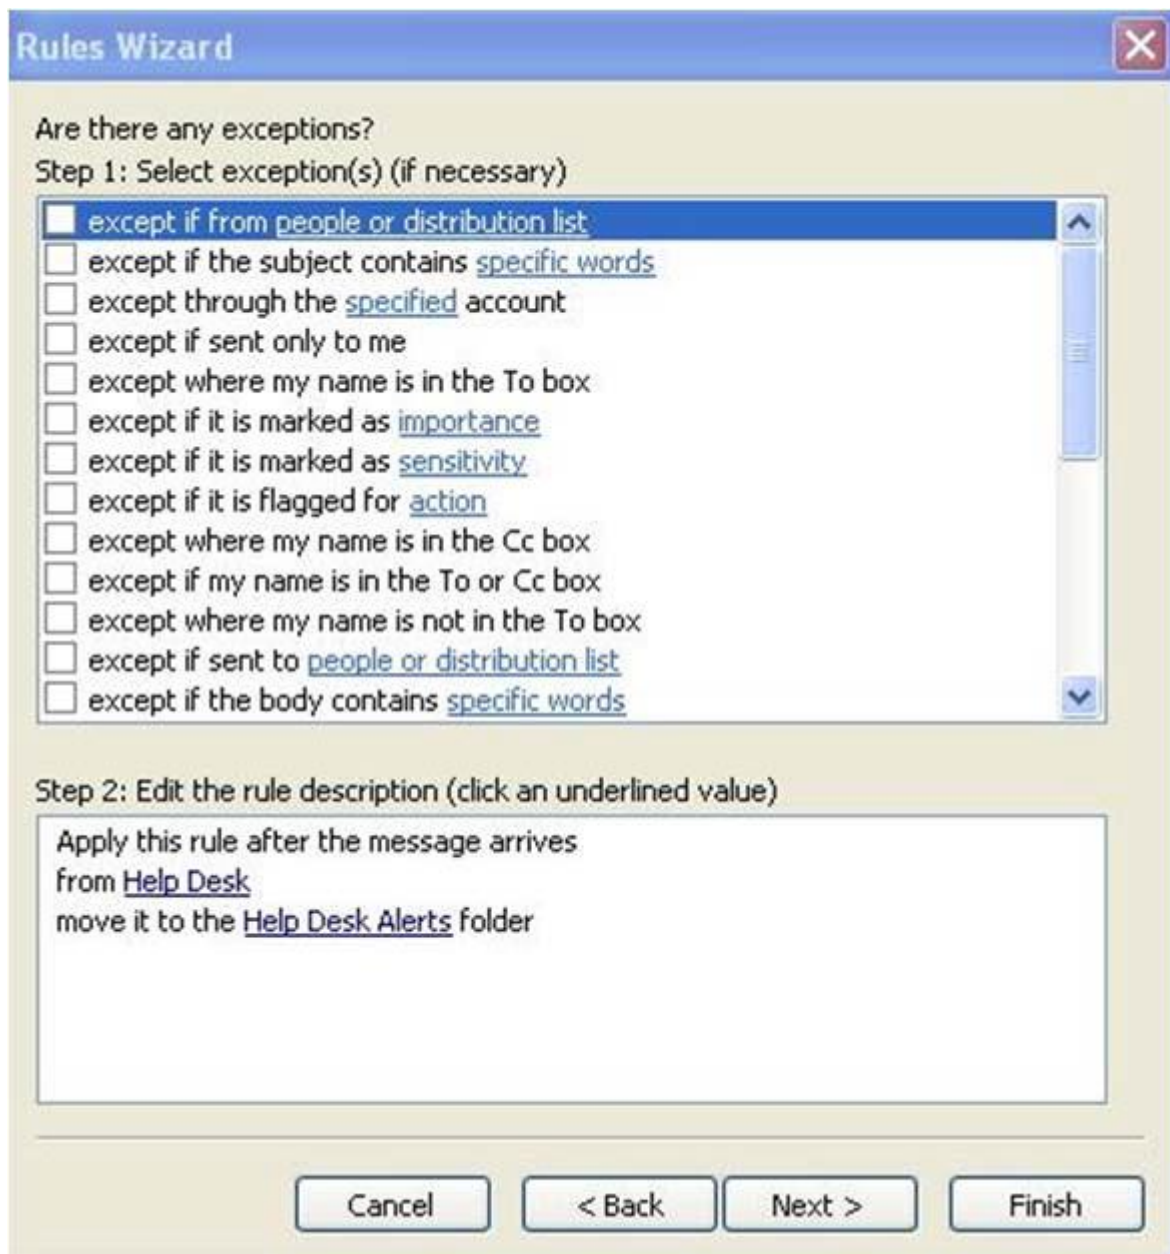 Rules Wizard
Are there any exceptions?
Step 1: Select exception(s) (if necessary)
except if from people or distribution list
except if the subject contains specific words
except through the specified account
except if sent only to me
except where my name is in the To box
except if it is marked as importance
except if it is marked as sensitivity
except if it is flagged for action
except where my name is in the Cc box
except if my name is in the To or Cc box
except where my name is not in the To box
except if sent to people or distribution list
except if the body contains specific words
Step 2: Edit the rule description (click an underlined value)
Apply this rule after the message arrives
from Help Desk
move it to the Help Desk Alerts folder
Cancel < Back Next > Finish